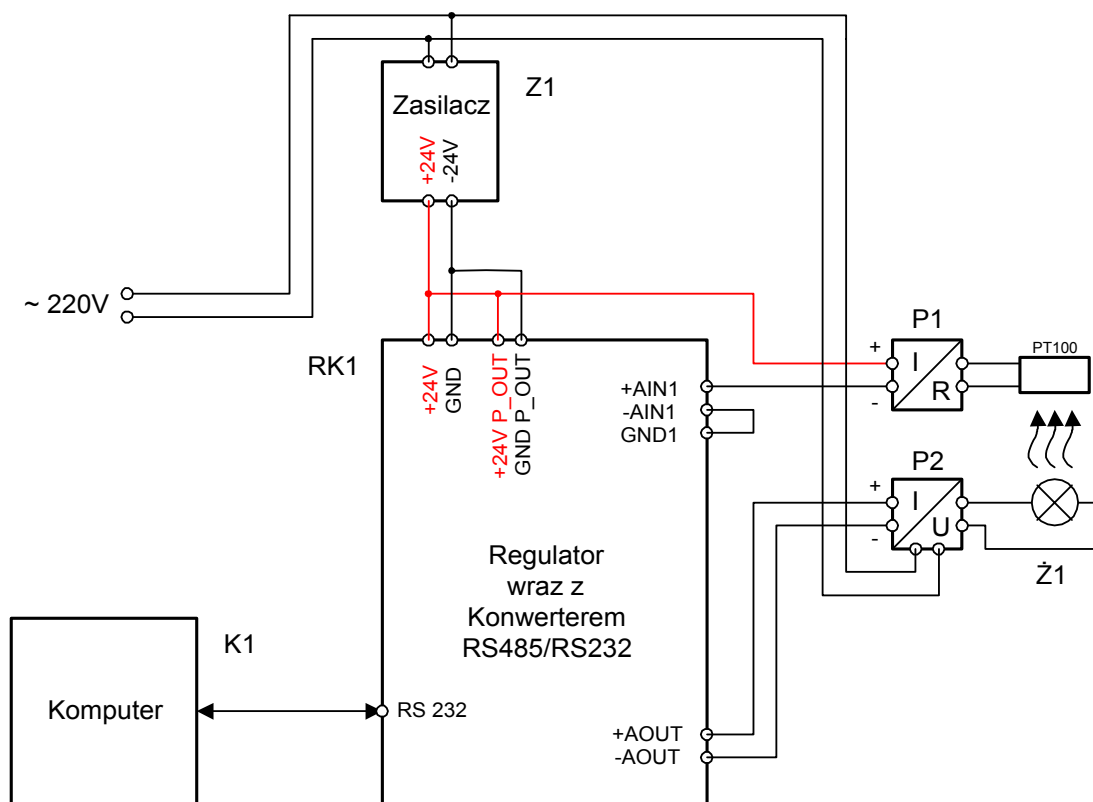 Z1
Zasilacz
+24V
-24V
~ 220V
RK1
+24V
GND
+24V P_OUT
GND P_OUT
+AIN1
-AIN1
GND1
P1
+
I
-
R
PT100
P2
+
I
-
U
Ż1
Regulator
wraz z
Konwerterem
RS485/RS232
K1
Komputer
RS 232
+AOUT
-AOUT